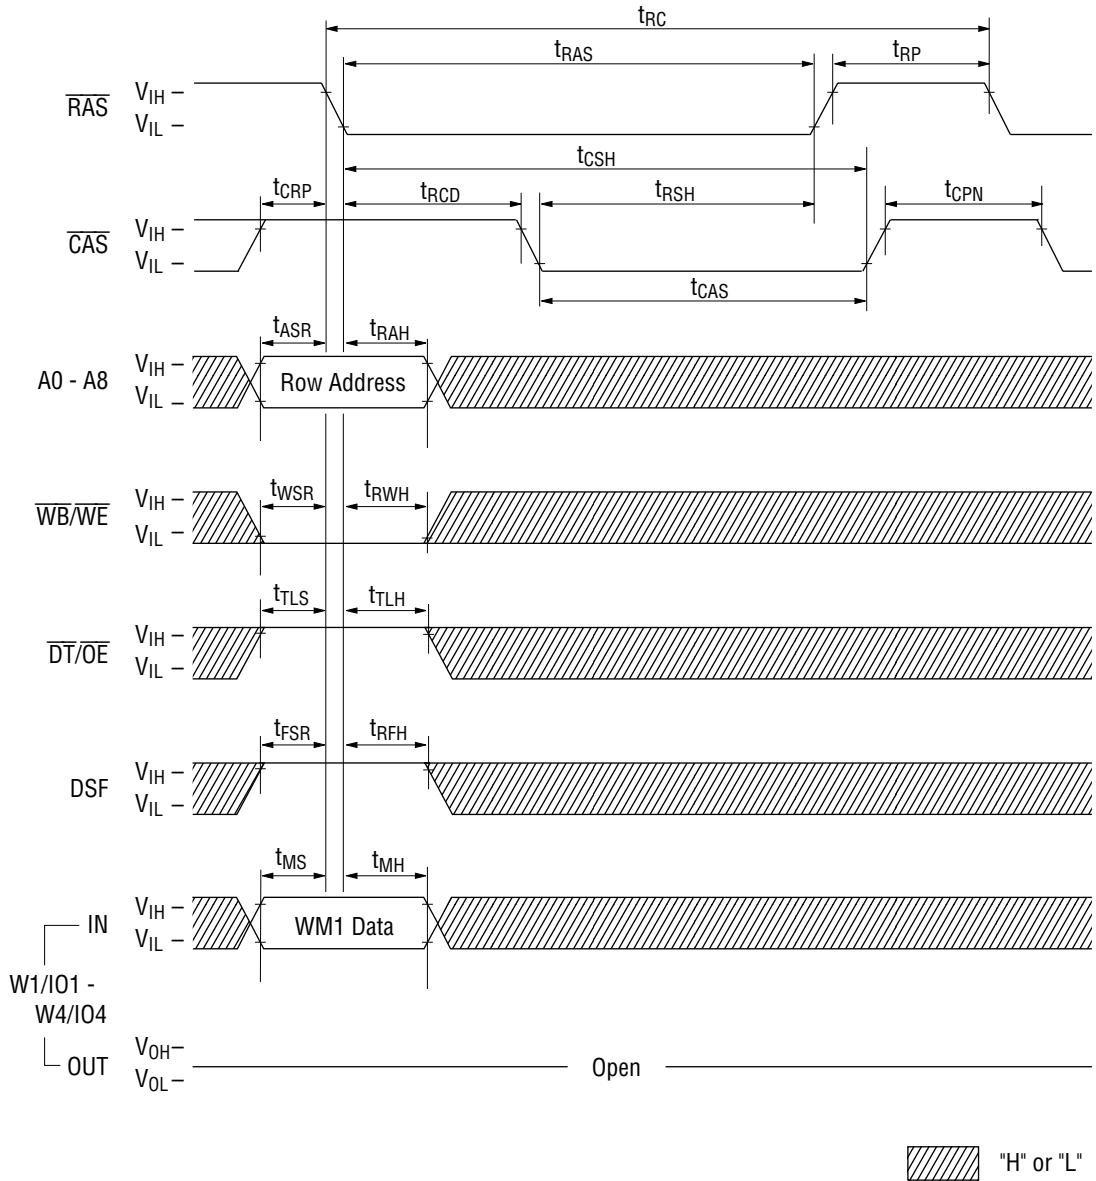 tRC
tRAS
tRP
RAS
VIH –
VIL –
tCSH
tCRP
tRCD
tRSH
tCPN
CAS
VIH –
VIL –
tCAS
tASR
tRAH
A0 - A8
VIH –
VIL –
Row Address
tWSR
tRWH
WB/WE
VIH –
VIL –
tTLS
tTLH
DT/OE
VIH –
VIL –
tFSR
tRFH
DSF
VIH –
VIL –
tMS
tMH
IN
VIH –
VIL –
WM1 Data
W1/IO1 -
W4/IO4
OUT
VOH–
VOL–
Open
"H" or "L"